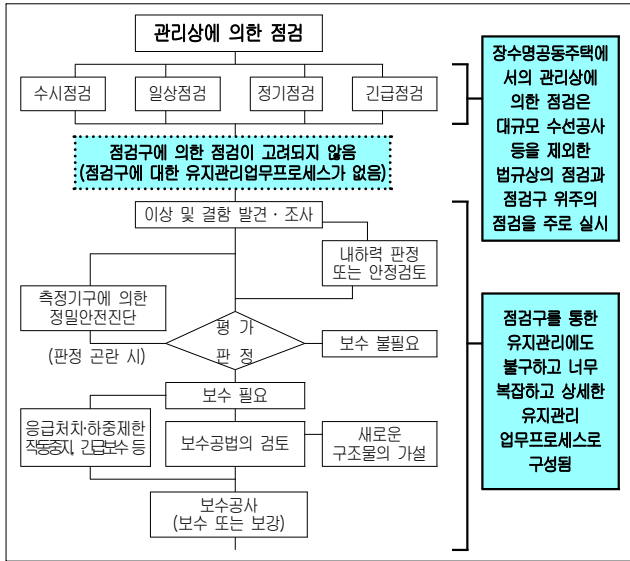 관리상에 의한 점검
수시점검
일상점검
정기점검
긴급점검
점검구에 의한 점검이 고려되지 않음
(점검구에 대한 유지관리업무프로세스가 없음)
이상 및 결함 발견 · 조사
내하력 판정
또는 안정검토
측정기구에 의한
정밀안전진단
(판정 곤란 시)
평 가
판 정
보수 불필요
보수 필요
응급처치·하중제한
작동중지, 긴급보수 등
보수공법의 검토
새로운
구조물의 가설
보수공사
(보수 또는 보강)
장수명공동주택에
서의 관리상에
의한 점검은
대규모 수선공사
등을 제외한
법규상의 점검과
점검구 위주의
점검을 주로 실시
점검구를 통한
유지관리에도
불구하고 너무
복잡하고 상세한
유지관리
업무프로세스로
구성됨